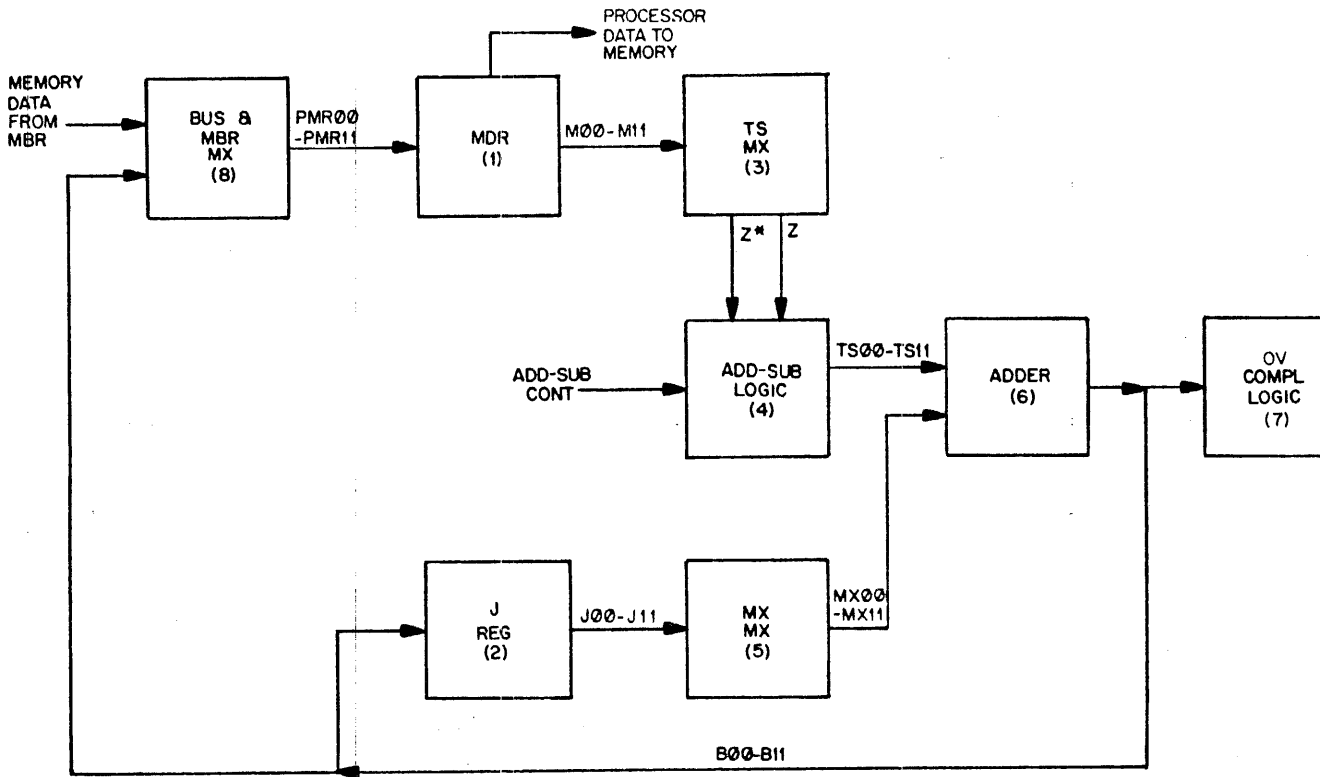 PROCESSOR
DATA TO
MEMORY
MEMORY
DATA
FROM
MBR
BUS &
MBR
MX
(8)
PMR00
-PMR11
MDR
(1)
M00-M11
TS
MX
(3)
Z*
Z
ADD-SUB
CONT
ADD-SUB
LOGIC
(4)
TS00-TS11
ADDER
(6)
OV
COMPL
LOGIC
(7)
J
REG
(2)
J00-J11
MX
MX
(5)
MX00
-MX11
B00-B11